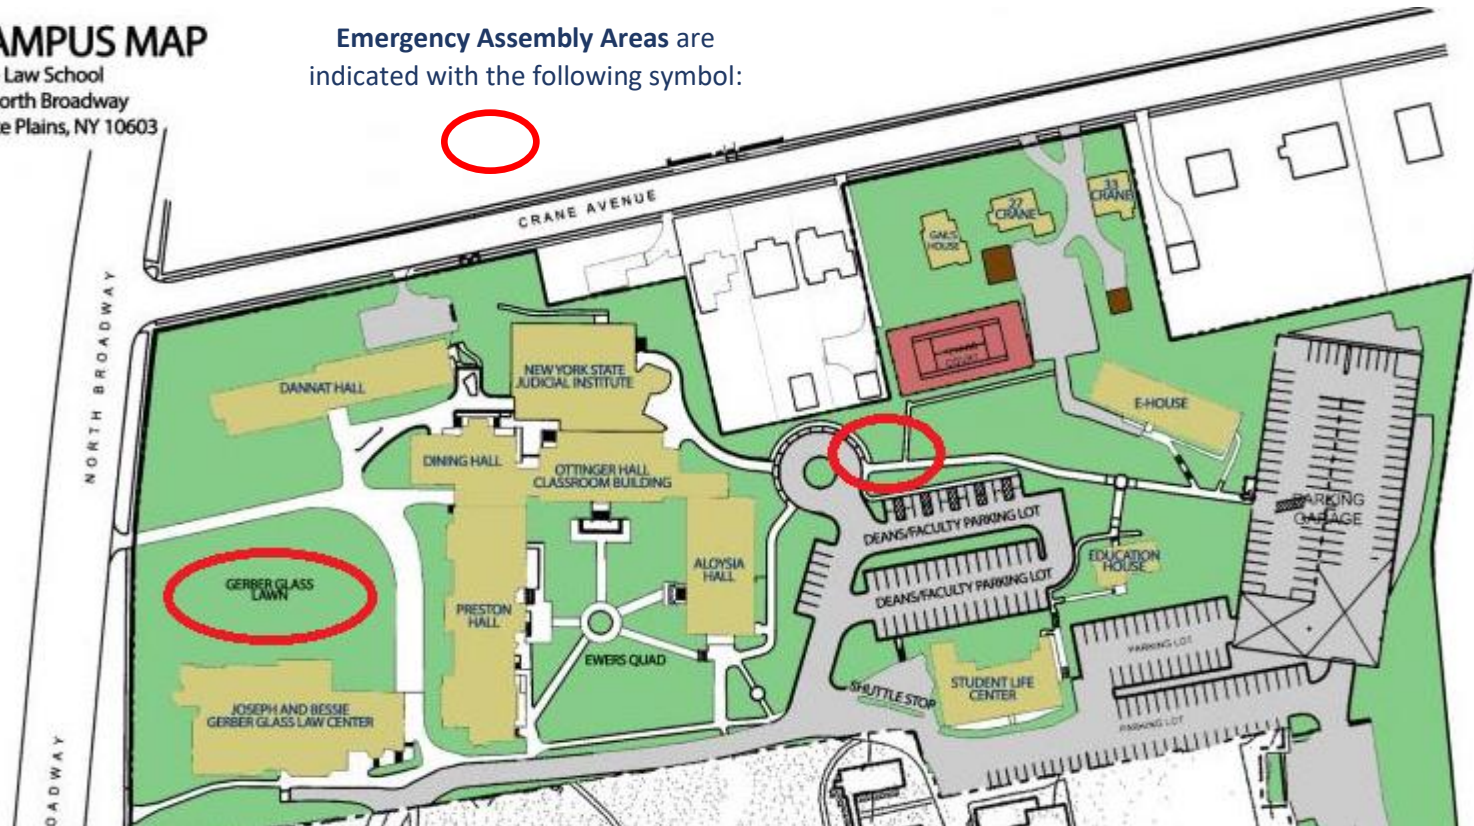 AMPUS MAP
Law School
orth Broadway
e Plains, NY 10603
Emergency Assembly Areas are
indicated with the following symbol:
CRANE AVENUE
NORTH BROADWAY
OADWAY
33
CRANE
27
CRANE
GAIL'S
HOUSE
COURT
NEW YORK STATE
JUDICIAL INSTITUTE
DANNAT HALL
E-HOUSE
DINING HALL
OTTINGER HALL
CLASSROOM BUILDING
PARKING
GARAGE
DEANS/FACULTY PARKING LOT
DEANS/FACULTY PARKING LOT
EDUCATION
HOUSE
ALOYSIA
HALL
GERBER GLASS
LAWN
PRESTON
HALL
EWERS QUAD
PARKING LOT
STUDENT LIFE
CENTER
SHUTTLE STOP
JOSEPH AND BESSIE
GERBER GLASS LAW CENTER
PARKING LOT